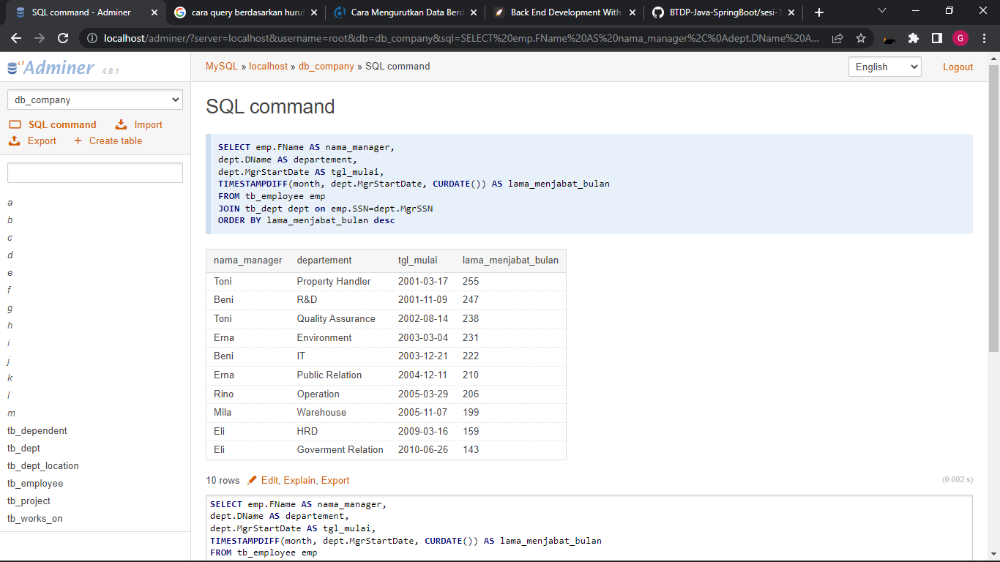 SQL command - Adminer
cara query berdasarkan huruf
Cara Mengurutkan Data Berd
Back End Development With
BTDP-Java-SpringBoot/sesi-1
localhost/adminer/?server=localhost&username=root&db=db_company&sql=SELECT%20emp.FName%20AS%20nama_manager%2C%0Adept.DName%20A...
G
Adminer 4.8.1
MySQL » localhost » db_company » SQL command
English
Logout
db_company
SQL command
Import
Export
Create table
a
b
c
d
e
f
g
h
i
j
k
l
m
tb_dependent
tb_dept
tb_dept_location
tb_employee
tb_project
tb_works_on
SQL command
SELECT emp.FName AS nama_manager,
dept.DName AS departement,
dept.MgrStartDate AS tgl_mulai,
TIMESTAMPDIFF(month, dept.MgrStartDate, CURDATE()) AS lama_menjabat_bulan
FROM tb_employee emp
JOIN tb_dept dept on emp.SSN=dept.MgrSSN
ORDER BY lama_menjabat_bulan desc
nama_manager departement tgl_mulai lama_menjabat_bulan
Toni Property Handler 2001-03-17 255
Beni R&D 2001-11-09 247
Toni Quality Assurance 2002-08-14 238
Erna Environment 2003-03-04 231
Beni IT 2003-12-21 222
Erna Public Relation 2004-12-11 210
Rino Operation 2005-03-29 206
Mila Warehouse 2005-11-07 199
Eli HRD 2009-03-16 159
Eli Goverment Relation 2010-06-26 143
10 rows Edit, Explain, Export (0.002 s)
SELECT emp.FName AS nama_manager,
dept.DName AS departement,
dept.MgrStartDate AS tgl_mulai,
TIMESTAMPDIFF(month, dept.MgrStartDate, CURDATE()) AS lama_menjabat_bulan
FROM tb_employee emp